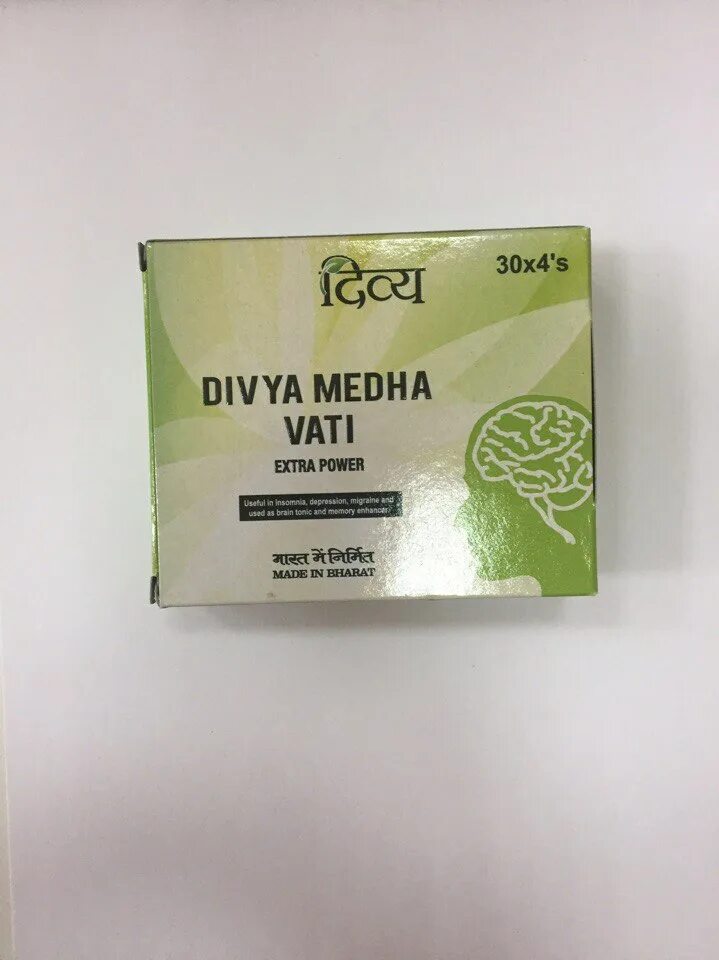 दिव्य
30x4's
DIVYA MEDHA
VATI
EXTRA POWER
Useful in insomnia, depression, migraine and
used as brain tonic and memory enhancer.
भारत में निर्मित
MADE IN BHARAT